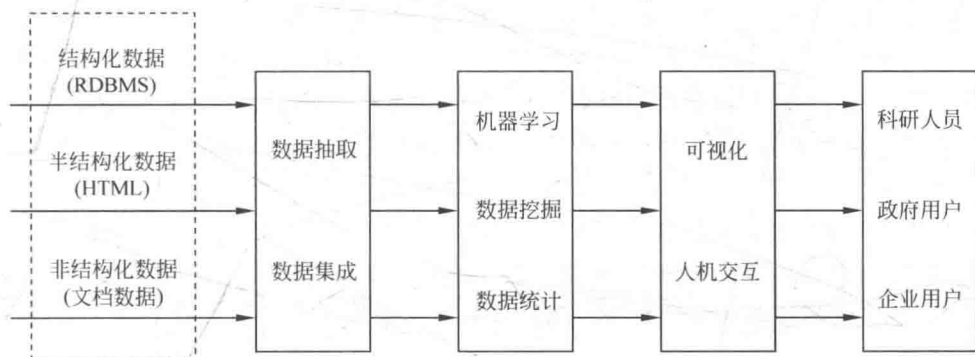 结构化数据
(RDBMS)
半结构化数据
(HTML)
非结构化数据
(文档数据)
数据抽取
数据集成
机器学习
数据挖掘
数据统计
可视化
人机交互
科研人员
政府用户
企业用户